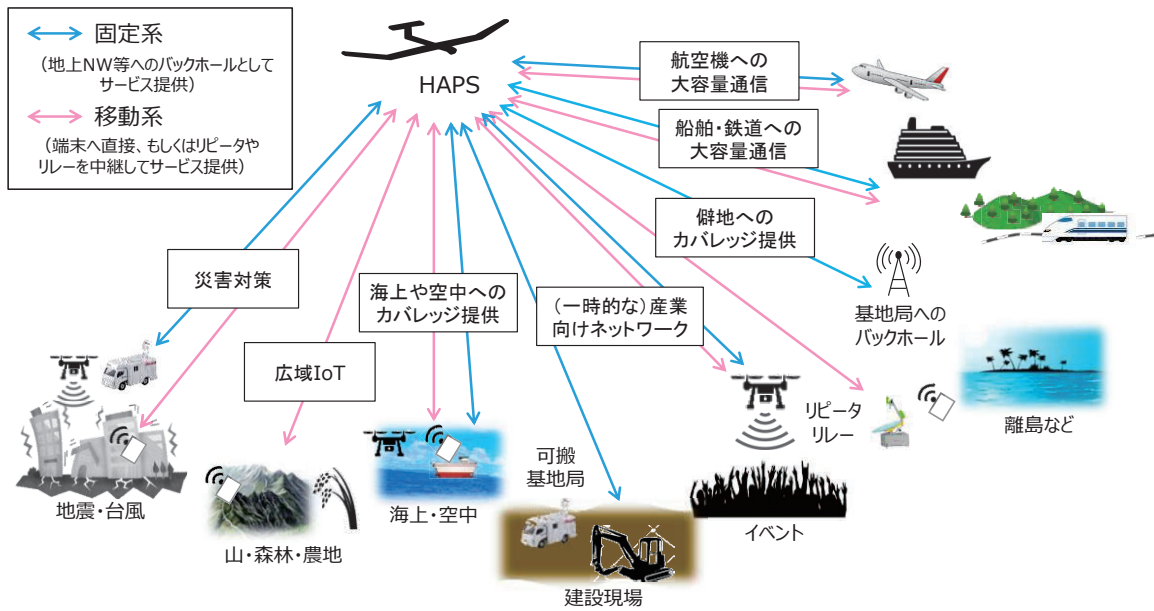 固定系
（地上NW等へのバックホールとして
サービス提供）
移動系
（端末へ直接、もしくはリピータや
リレーを中継してサービス提供）
HAPS
航空機への
大容量通信
船舶・鉄道への
大容量通信
僻地への
カバレッジ提供
災害対策
海上や空中への
カバレッジ提供
（一時的な）産業
向けネットワーク
広域IoT
基地局への
バックホール
リピータ
リレー
離島など
可搬
基地局
地震・台風
山・森林・農地
海上・空中
イベント
建設現場